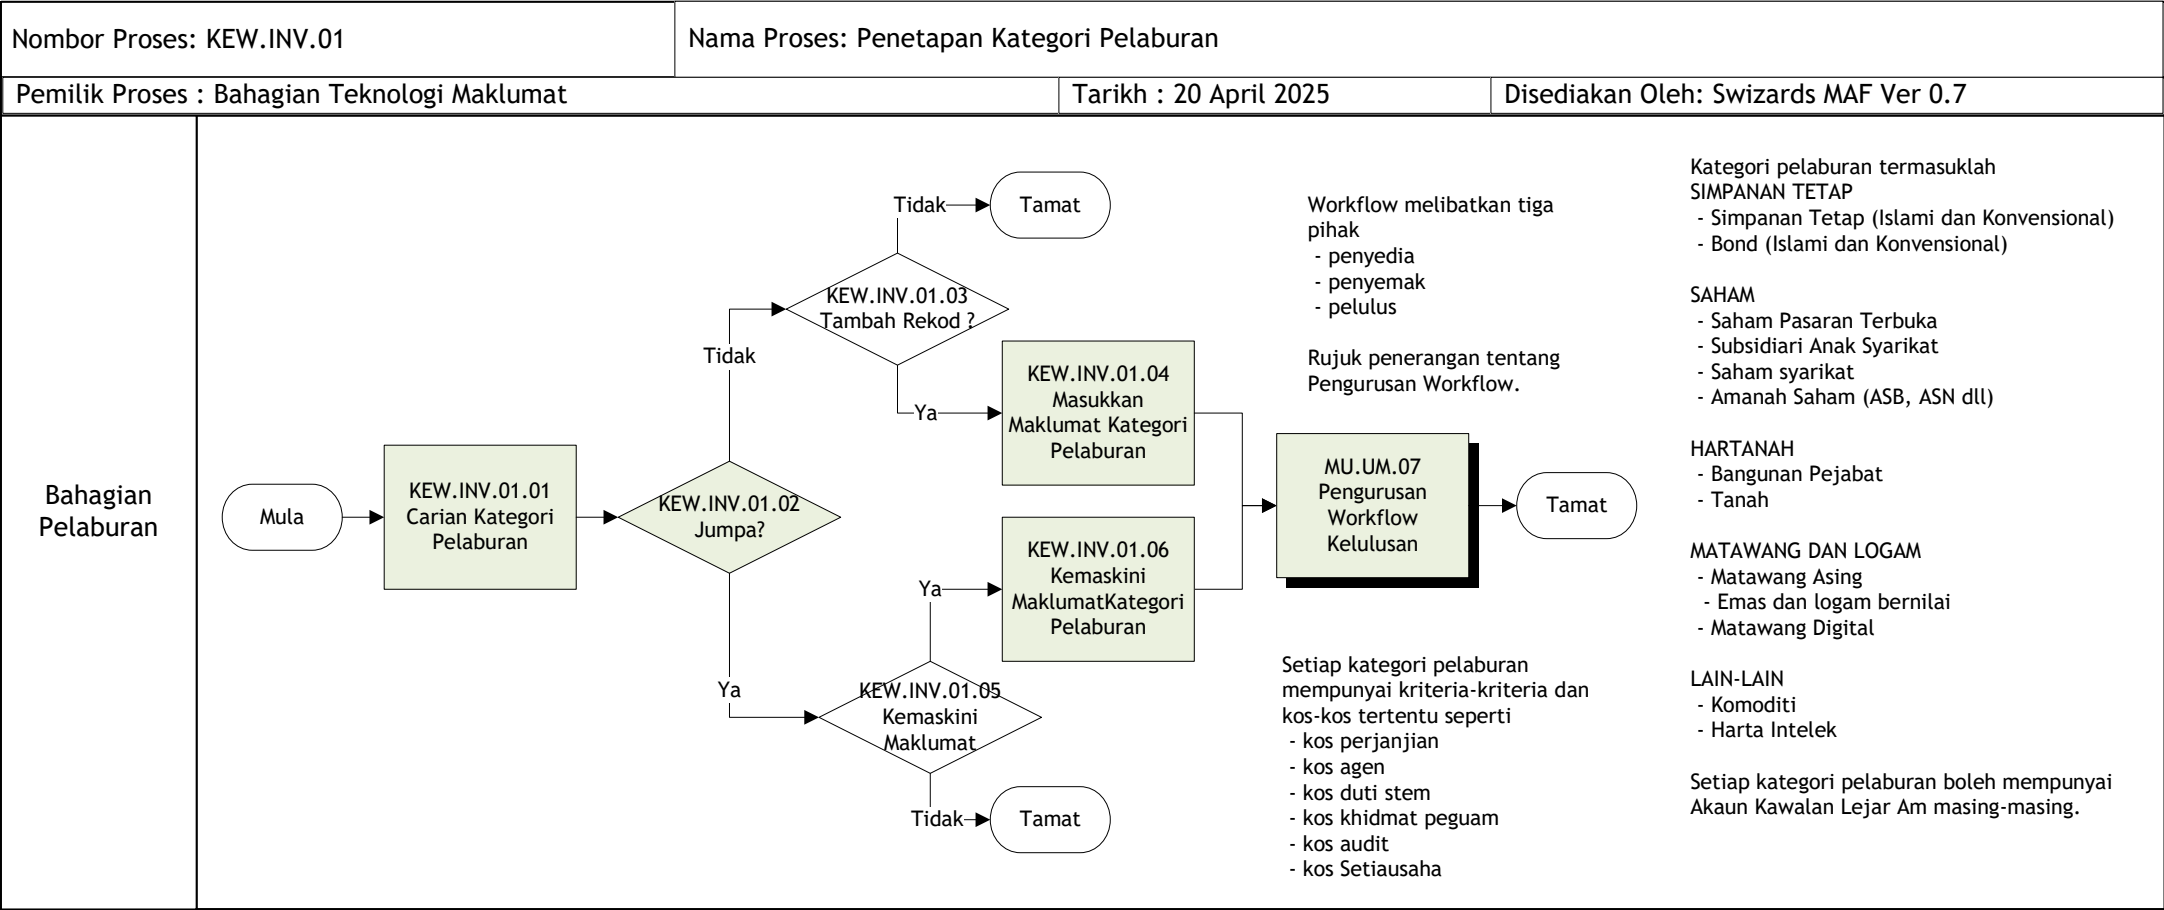 Nombor Proses: KEW.INV.01
Nama Proses: Penetapan Kategori Pelaburan
Pemilik Proses : Bahagian Teknologi Maklumat
Tarikh : 20 April 2025
Disediakan Oleh: Swizards MAF Ver 0.7
Bahagian
Pelaburan
Mula
KEW.INV.01.01
Carian Kategori
Pelaburan
KEW.INV.01.02
Jumpa?
Tidak
KEW.INV.01.03
Tambah Rekod ?
Tidak
Tamat
Ya
KEW.INV.01.04
Masukkan
Maklumat Kategori
Pelaburan
Ya
KEW.INV.01.05
Kemaskini
Maklumat
Ya
KEW.INV.01.06
Kemaskini
MaklumatKategori
Pelaburan
Tidak
Tamat
MU.UM.07
Pengurusan
Workflow
Kelulusan
Tamat
Workflow melibatkan tiga
pihak
- penyedia
- penyemak
- pelulus
Rujuk penerangan tentang
Pengurusan Workflow.
Setiap kategori pelaburan
mempunyai kriteria-kriteria dan
kos-kos tertentu seperti
- kos perjanjian
- kos agen
- kos duti stem
- kos khidmat peguam
- kos audit
- kos Setiausaha
Kategori pelaburan termasuklah
SIMPANAN TETAP
- Simpanan Tetap (Islami dan Konvensional)
- Bond (Islami dan Konvensional)
SAHAM
- Saham Pasaran Terbuka
- Subsidiari Anak Syarikat
- Saham syarikat
- Amanah Saham (ASB, ASN dll)
HARTANAH
- Bangunan Pejabat
- Tanah
MATAWANG DAN LOGAM
- Matawang Asing
- Emas dan logam bernilai
- Matawang Digital
LAIN-LAIN
- Komoditi
- Harta Intelek
Setiap kategori pelaburan boleh mempunyai
Akaun Kawalan Lejar Am masing-masing.